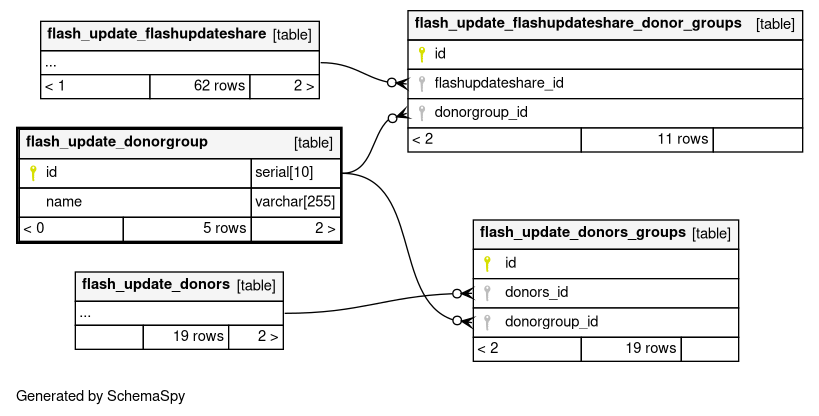 flash_update_flashupdateshare [table]
...
< 1 62 rows 2 >
flash_update_flashupdateshare_donor_groups [table]
id
flashupdateshare_id
donorgroup_id
< 2 11 rows
flash_update_donorgroup [table]
id serial[10]
name varchar[255]
< 0 5 rows 2 >
flash_update_donors_groups [table]
id
donors_id
donorgroup_id
< 2 19 rows
flash_update_donors [table]
...
19 rows 2 >
Generated by SchemaSpy